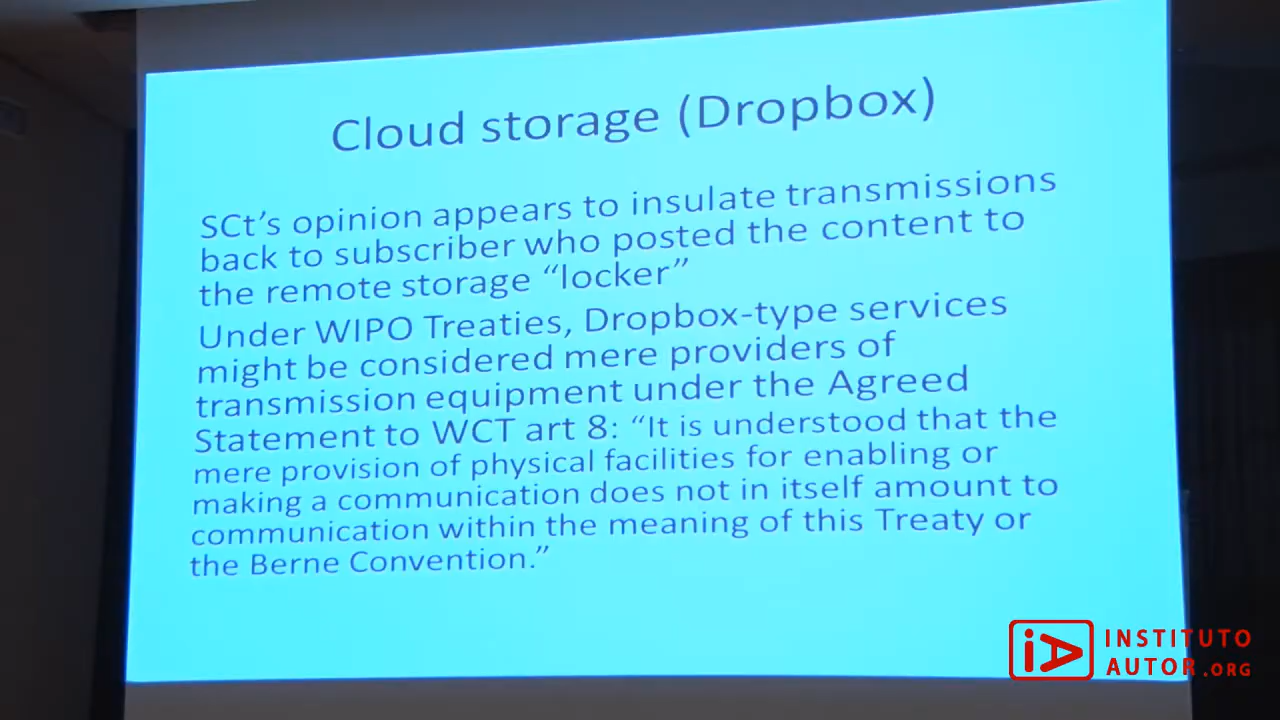 Cloud storage (Dropbox)
SCt's opinion appears to insulate transmissions
back to subscriber who posted the content to
the remote storage “locker”
Under WIPO Treaties, Dropbox-type services
might be considered mere providers of
transmission equipment under the Agreed
Statement to WCT art 8: “It is understood that the
mere provision of physical facilities for enabling or
making a communication does not in itself amount to
communication within the meaning of this Treaty or
the Berne Convention.”
iA INSTITUTO
AUTOR.ORG